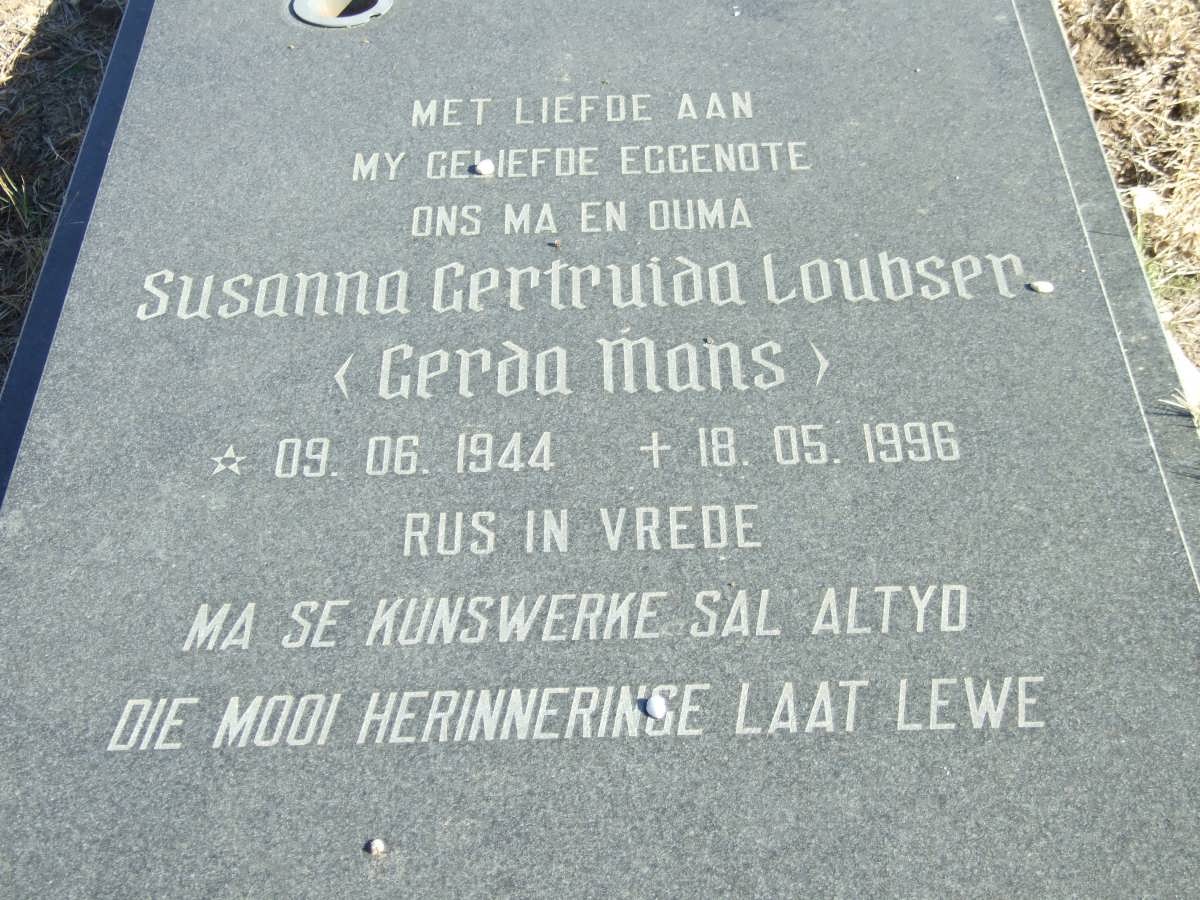 MET LIEFDE AAN
MY GELIEFDE EGGENOTE
ONS MA EN OUMA
Susanna Gertruida Loubser
(Gerda Mans)
☆ 09. 06. 1944 + 18. 05. 1996
RUS IN VREDE
MA SE KUNSWERKE SAL ALTYD
DIE MOOI HERINNERINGE LAAT LEWE